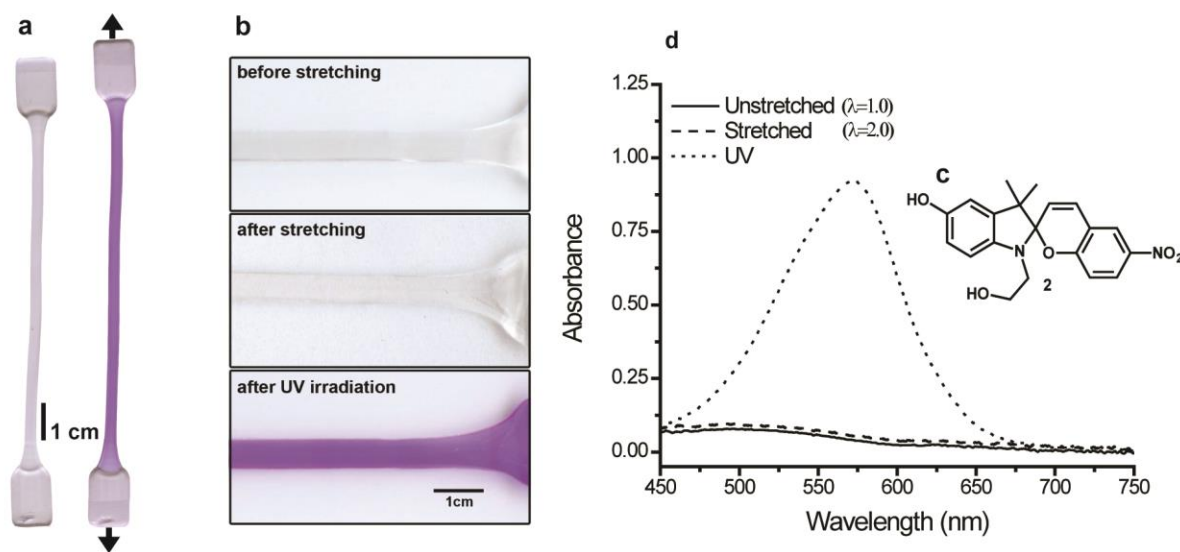 a
1 cm
b
before stretching
after stretching
after UV irradiation
1cm
d
1.25
1.00
0.75
0.50
0.25
0.00
Absorbance
Unstretched (λ=1.0)
Stretched (λ=2.0)
UV
c
HO
N
O
NO₂
HO
2
450 500 550 600 650 700 750
Wavelength (nm)